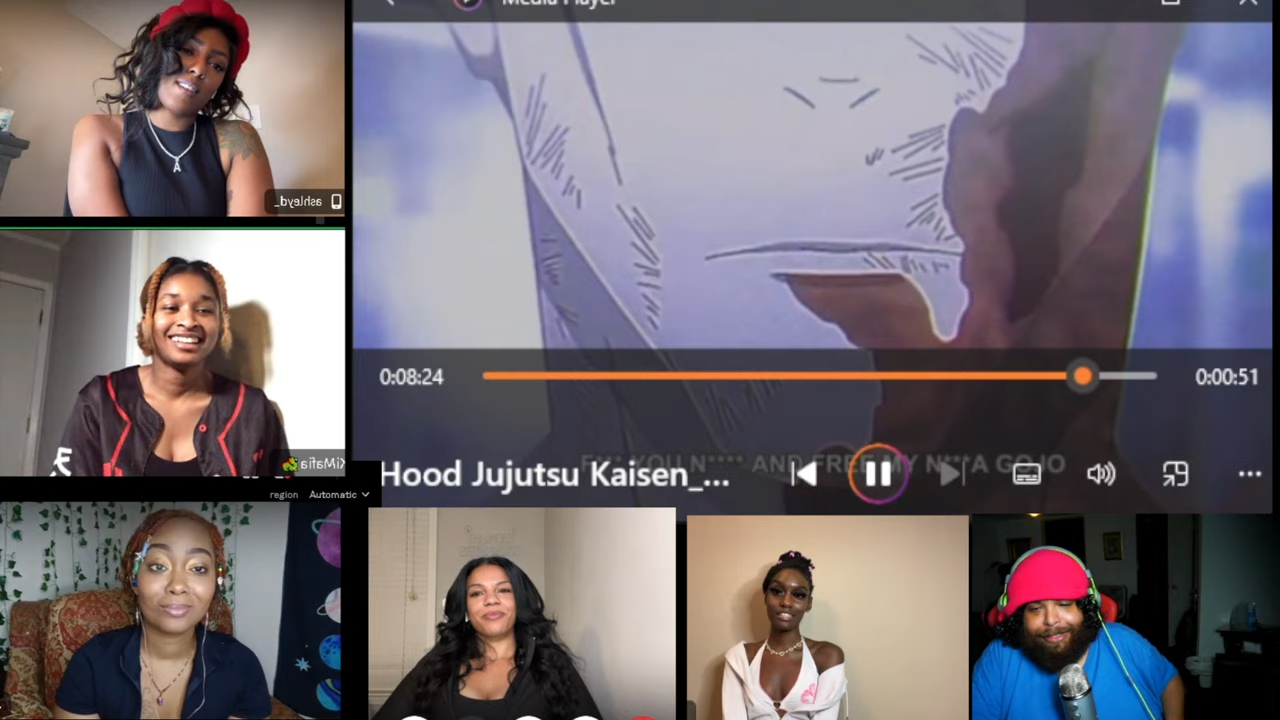 Media Player
A
ashleyd_
0:08:24
0:00:51
XiMafia
region Automatic
Hood Jujutsu Kaisen_...
F*** YOU N**** AND FREE MY N***A GOJO